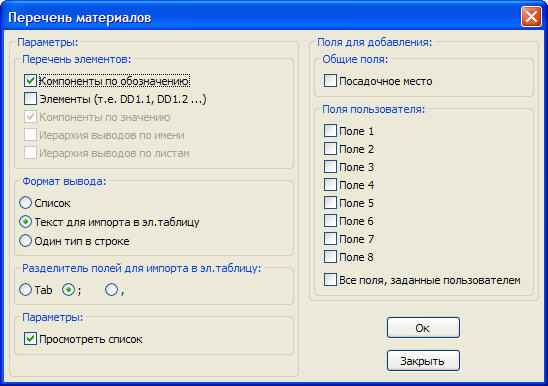 Перечень материалов
Параметры:
Перечень элементов:
Компоненты по обозначению
Элементы (т.е. DD1.1, DD1.2 ...)
Компоненты по значению
Иерархия выводов по имени
Иерархия выводов по листам
Формат вывода:
Список
Текст для импорта в эл.таблицу
Один тип в строке
Разделитель полей для импорта в эл.таблицу:
Tab ; ,
Параметры:
Просмотреть список
Поля для добавления:
Общие поля:
Посадочное место
Поля пользователя:
Поле 1
Поле 2
Поле 3
Поле 4
Поле 5
Поле 6
Поле 7
Поле 8
Все поля, заданные пользователем
Ок
Закрыть